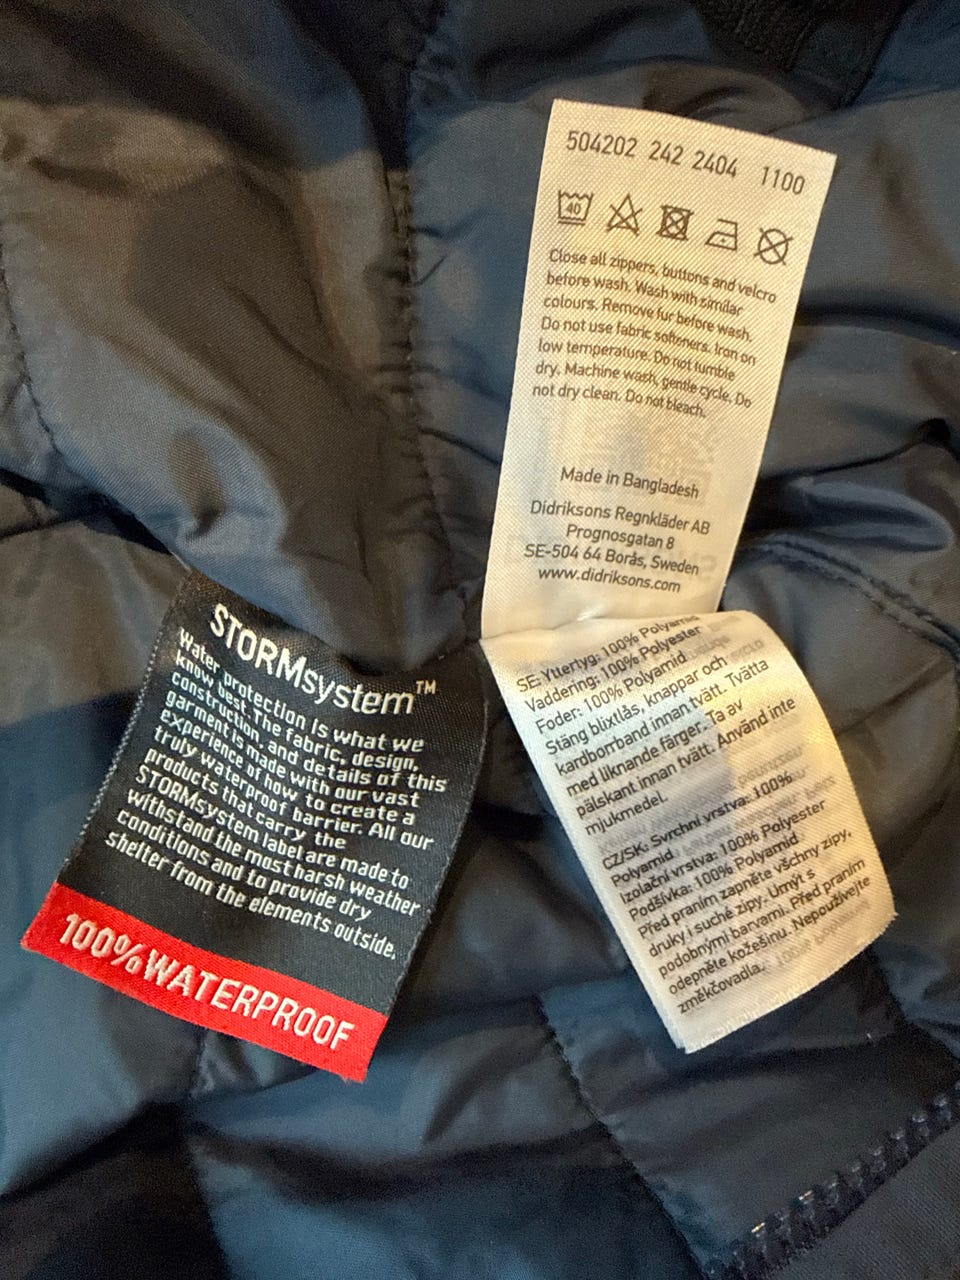 504202 242 2404 1100
40
Close all zippers, buttons and velcro
before wash. Wash with similar
colours. Remove fur before wash.
Do not use fabric softeners. Iron on
low temperature. Do not tumble
dry. Machine wash, gentle cycle. Do
not dry clean. Do not bleach.
Made in Bangladesh
Didriksons Regnkläder AB
Prognosgatan 8
SE-504 64 Borås, Sweden
www.didriksons.com
STORMsystem™
Water protection is what we
know best. The fabric, design,
construction, and details of this
garment is made with our vast
experience of how to create a
truly waterproof barrier. All our
products that carry the
STORMsystem label are made to
withstand the most harsh weather
conditions and to provide dry
shelter from the elements outside.
100% WATERPROOF
SE: Yttertyg: 100% Polyamid
Vaddering: 100% Polyester
Foder: 100% Polyamid
Stäng blixtlås, knappar och
kardborrband innan tvätt. Tvätta
med liknande färger. Ta av
pälskant innan tvätt. Använd inte
mjukmedel.
CZ/SK: Svrchní vrstva: 100%
Polyamid
Izolační vrstva: 100% Polyester
Podšívka: 100% Polyamid
Před praním zapněte všchny zipy,
druky i suché zipy. Umýt s
podobnými barvami. Před praním
odepněte kožešinu. Nepoužívejte
změkčovadla.